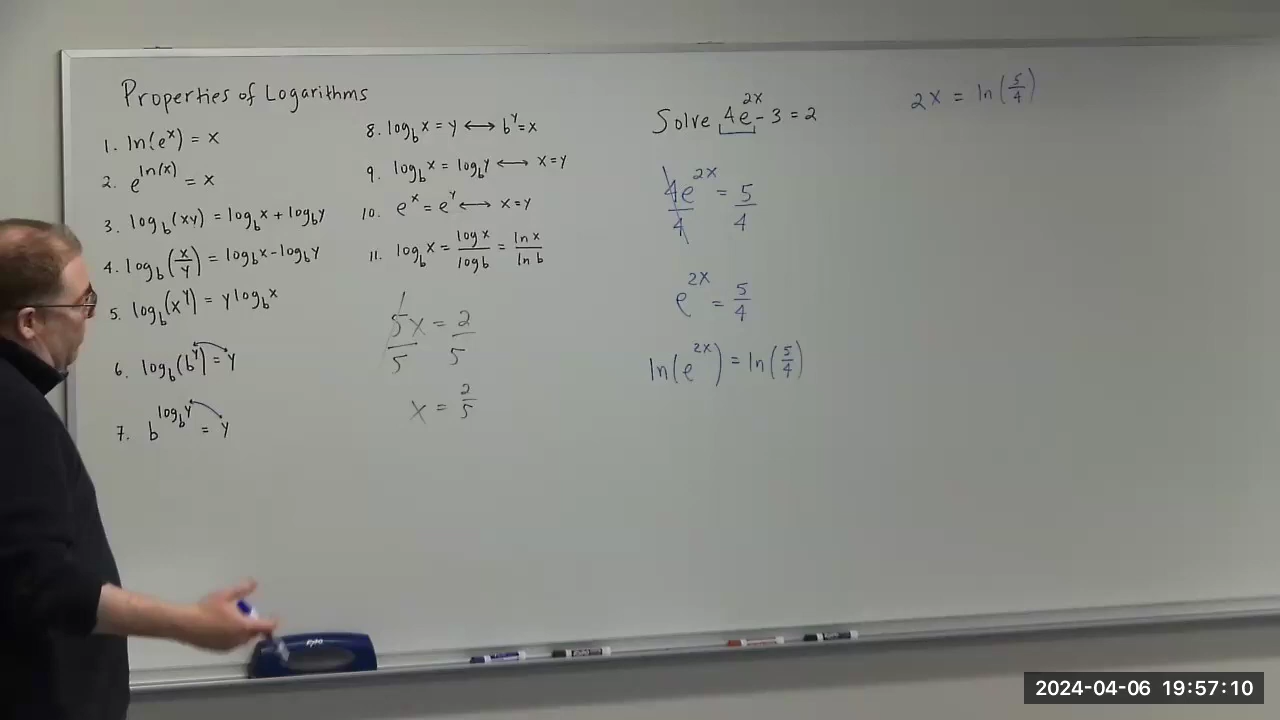 Properties of Logarithms
1. ln(eˣ) = x
2. e^ln(x) = x
3. log_b(xy) = log_b x + log_b y
4. log_b(x/y) = log_b x - log_b y
5. log_b(x^y) = y log_b x
6. log_b(b^y) = y
7. b^log_b y = y
8. log_b x = y ⟷ b^y = x
9. log_b x = log_b y ⟷ x = y
10. e^x = e^y ⟷ x = y
11. log_b x = log x / log b = ln x / ln b
5x/5 = 2/5
x = 2/5
Solve 4e^2x - 3 = 2
4e^2x/4 = 5/4
e^2x = 5/4
ln(e^2x) = ln(5/4)
2x = ln(5/4)
Expo
2024-04-06 19:57:10